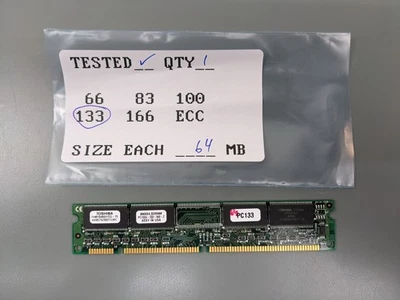 TESTED ✓ QTY 1
66 83 100
133 166 ECC
SIZE EACH 64 MB
TOSHIBA
PC133